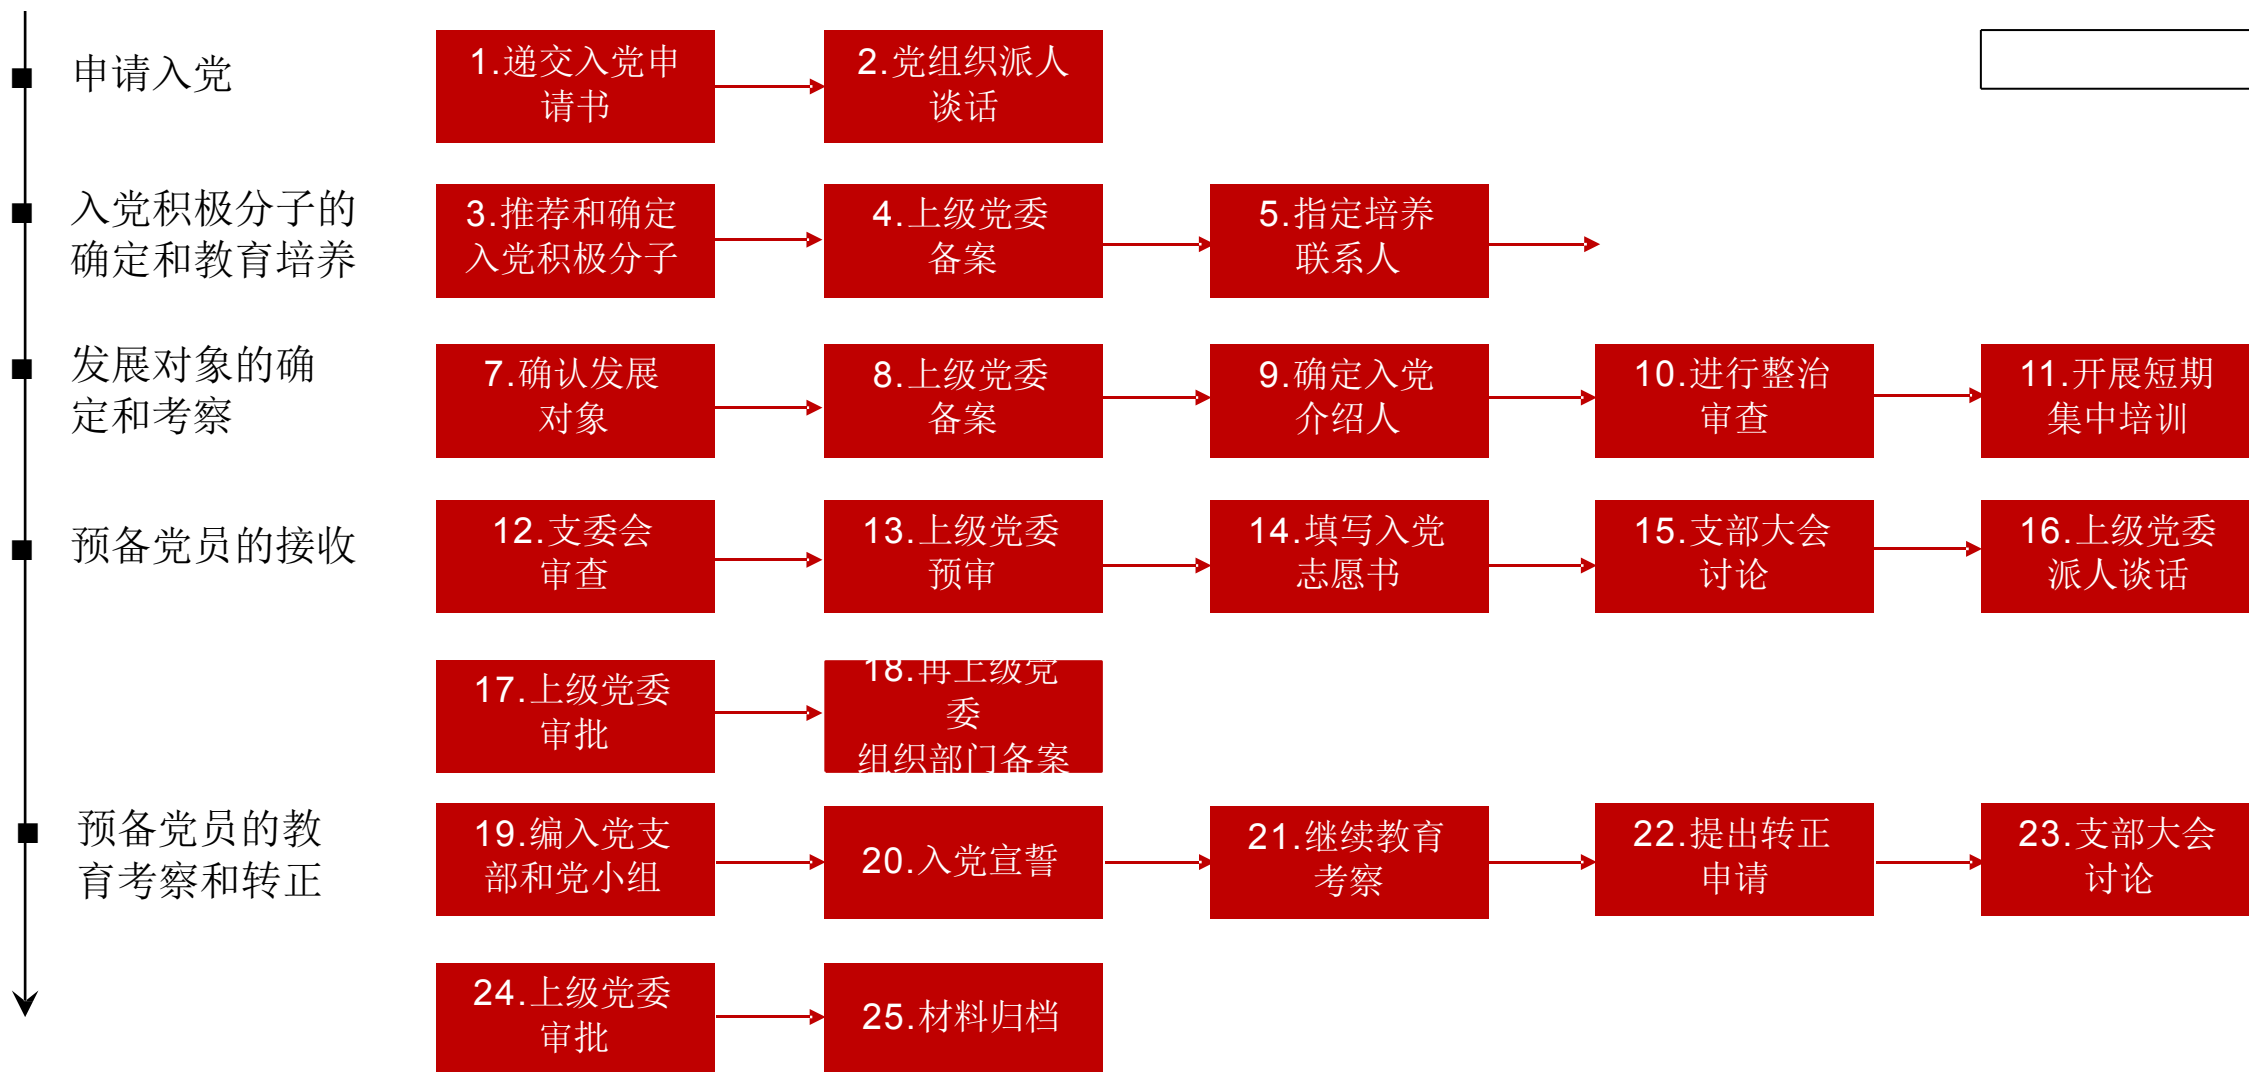 申请入党
1.递交入党申
请书
2.党组织派人
谈话
入党积极分子的
确定和教育培养
3.推荐和确定
入党积极分子
4.上级党委
备案
5.指定培养
联系人
发展对象的确
定和考察
7.确认发展
对象
8.上级党委
备案
9.确定入党
介绍人
10.进行整治
审查
11.开展短期
集中培训
预备党员的接收
12.支委会
审查
13.上级党委
预审
14.填写入党
志愿书
15.支部大会
讨论
16.上级党委
派人谈话
17.上级党委
审批
18.再上级党
委
组织部门备案
预备党员的教
育考察和转正
19.编入党支
部和党小组
20.入党宣誓
21.继续教育
考察
22.提出转正
申请
23.支部大会
讨论
24.上级党委
审批
25.材料归档